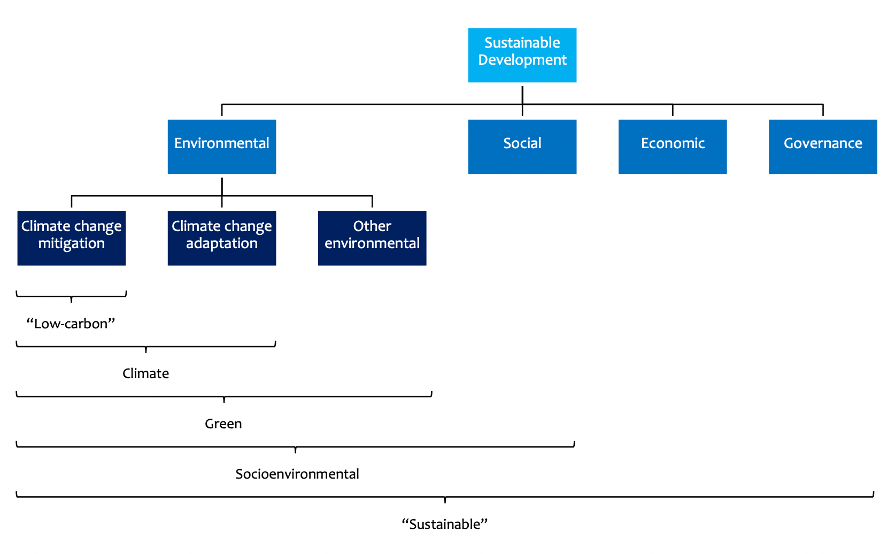 Sustainable
Development
Environmental
Social
Economic
Governance
Climate change
mitigation
Climate change
adaptation
Other
environmental
“Low-carbon”
Climate
Green
Socioenvironmental
“Sustainable”